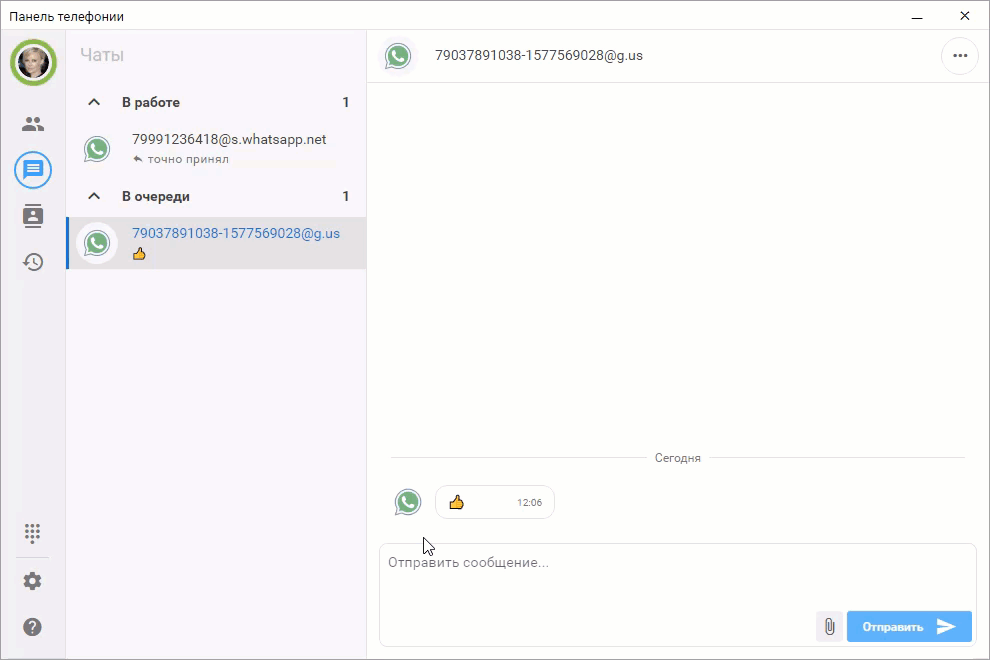 Панель телефонии
Чаты
В работе 1
79991236418@s.whatsapp.net
точно принял
В очереди 1
79037891038-1577569028@g.us
👍
79037891038-1577569028@g.us
Сегодня
👍 12:06
Отправить сообщение...
Отправить